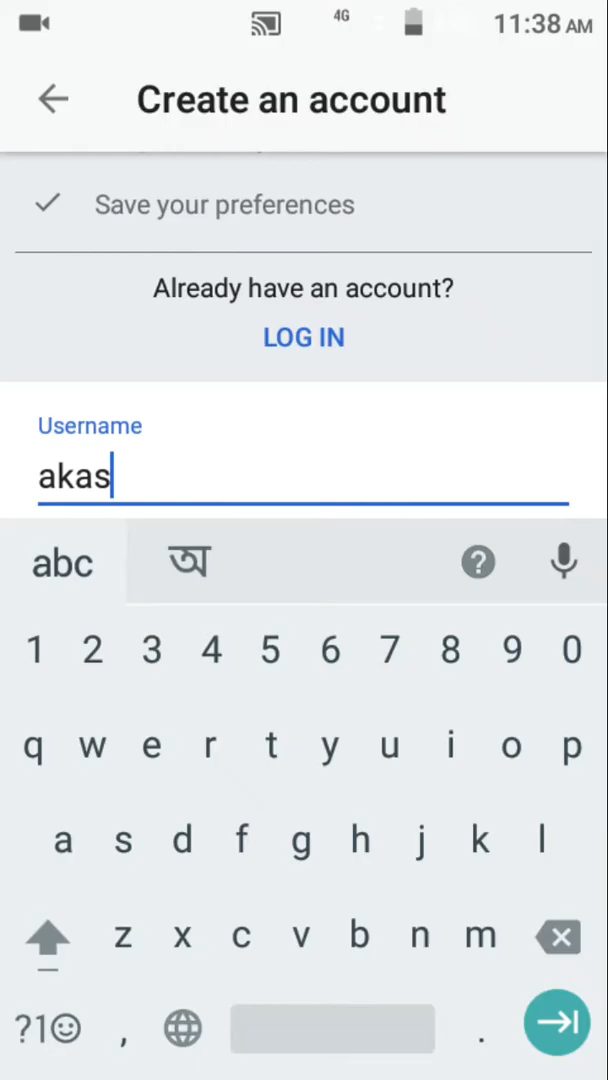 4G 11:38 AM
Create an account
Save your preferences
Already have an account?
LOG IN
Username
akas
abc অ ?
1 2 3 4 5 6 7 8 9 0
q w e r t y u i o p
a s d f g h j k l
z x c v b n m
?1☺ , .